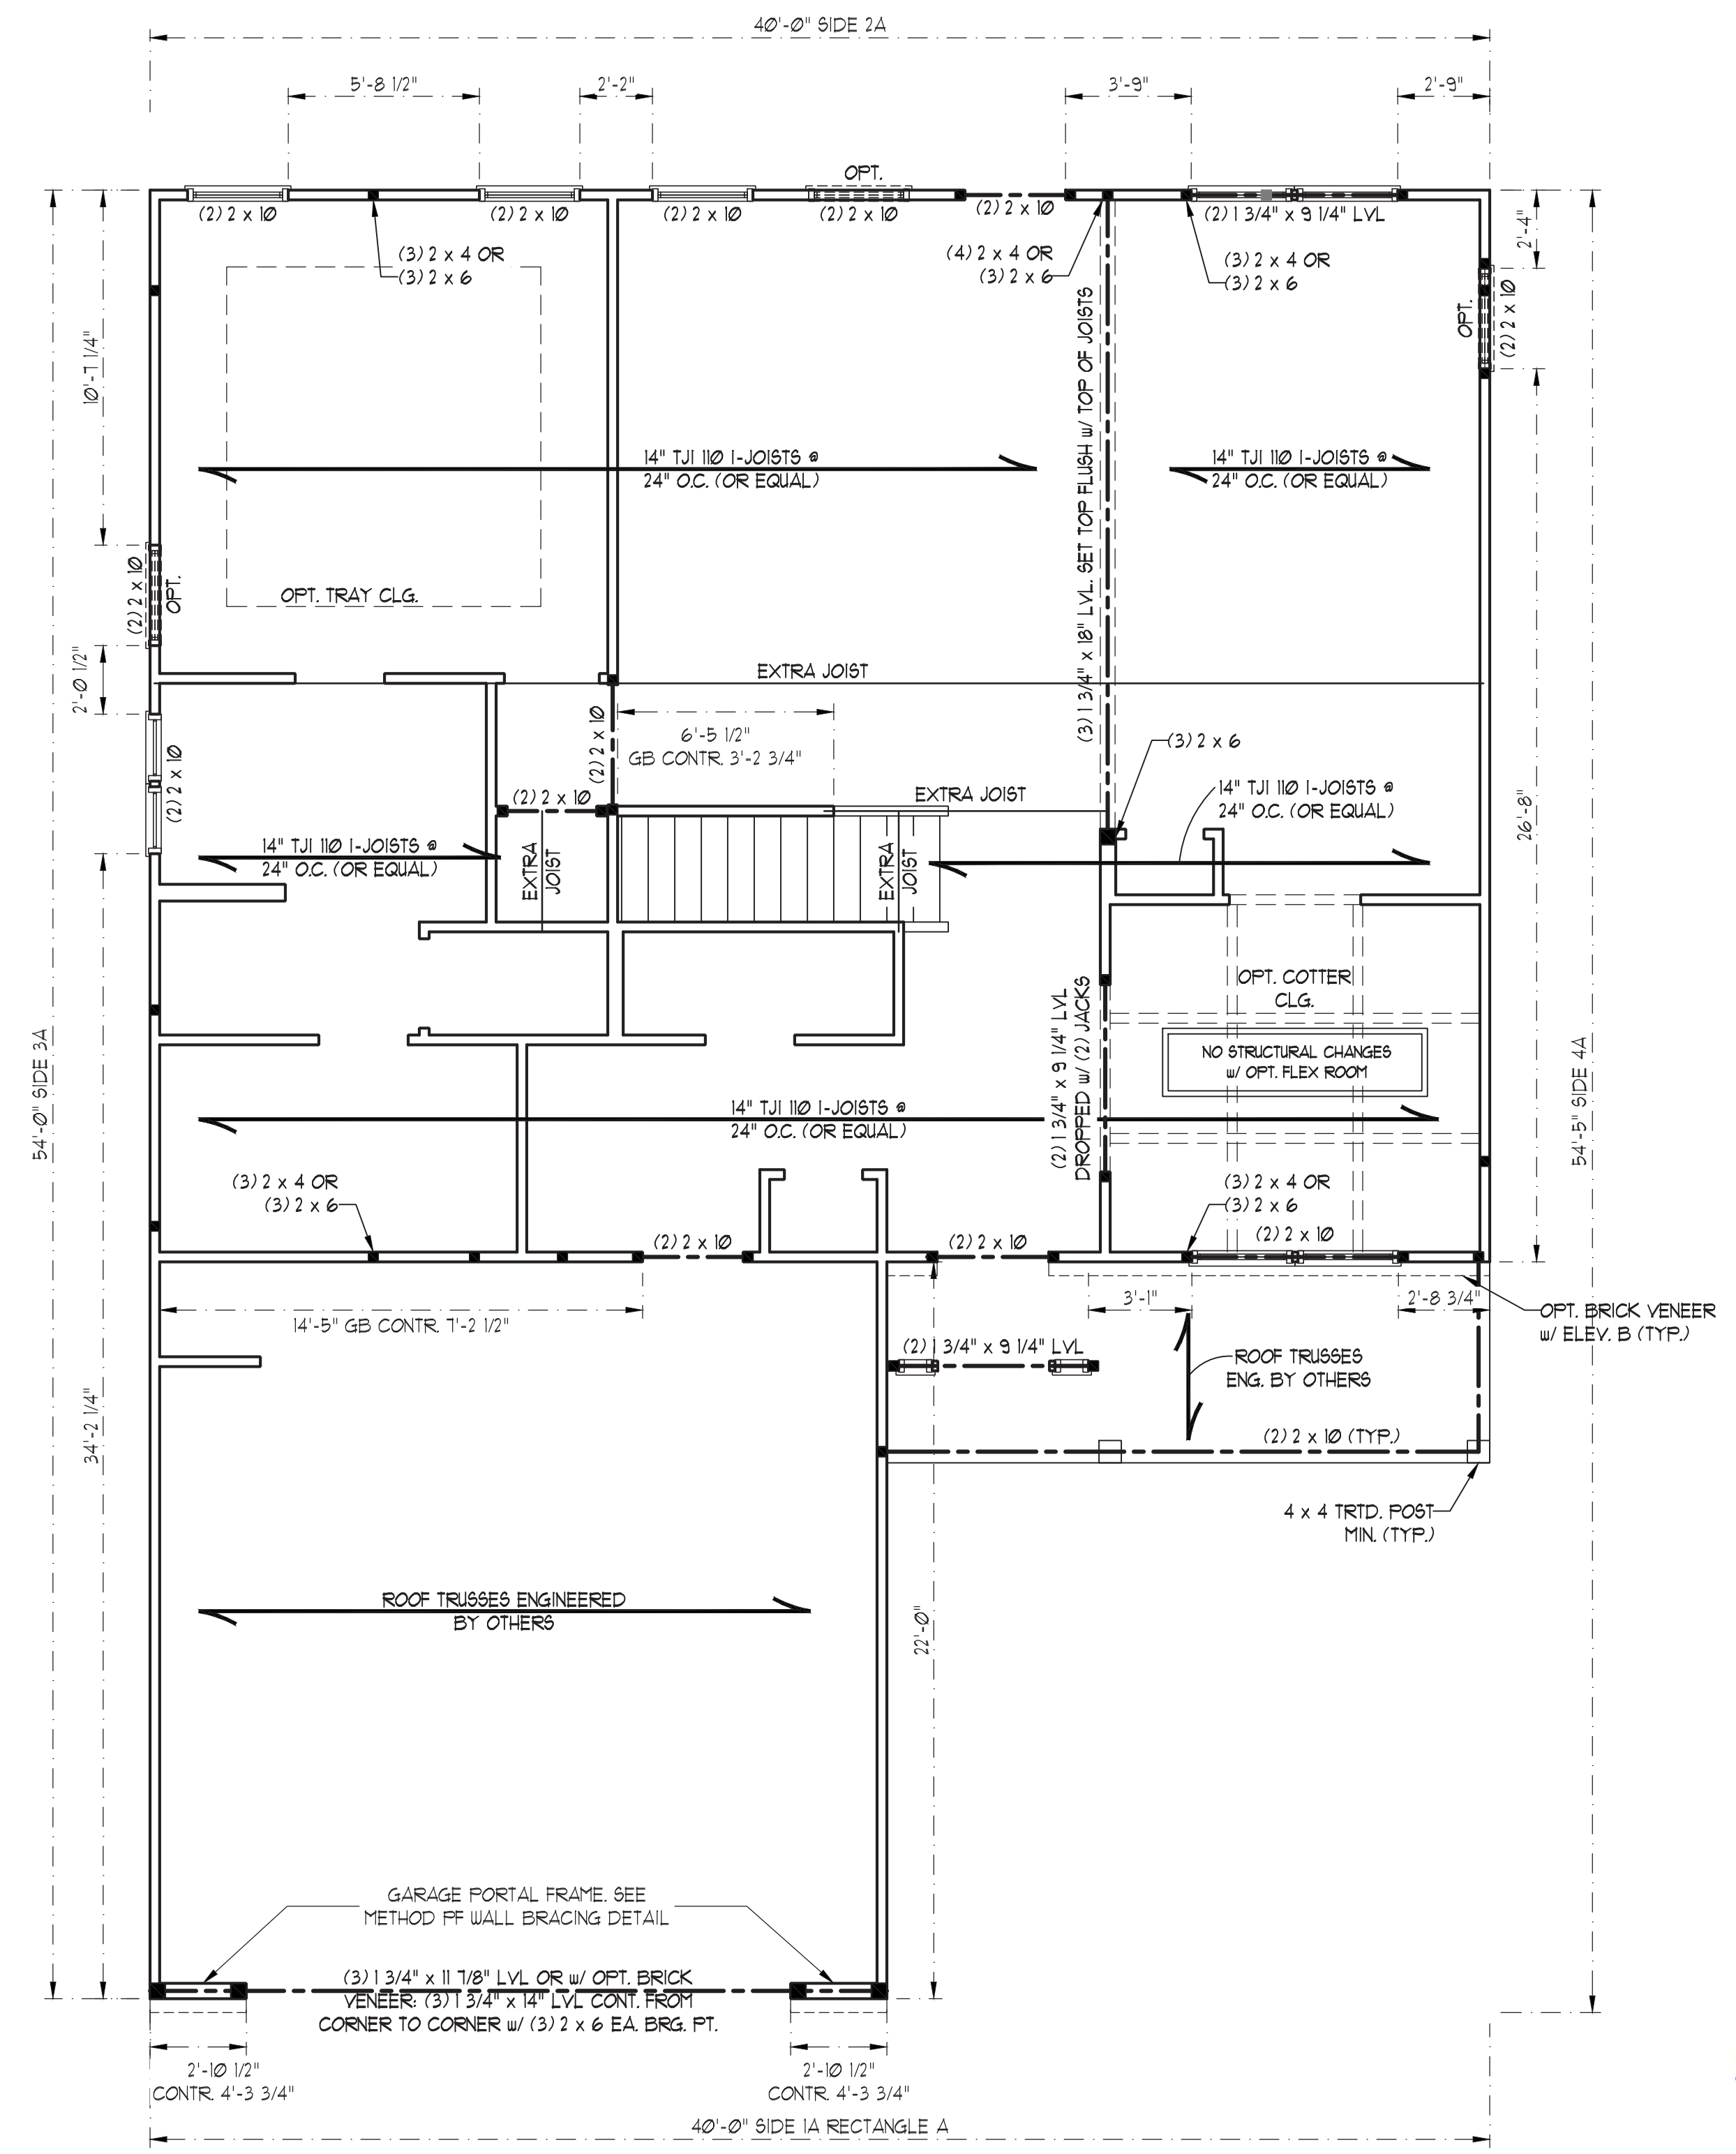 40'-0" SIDE 2A
5'-8 1/2"
2'-2"
3'-9"
2'-9"
OPT.
(2) 2 x 10
(2) 2 x 10
(2) 2 x 10
(2) 2 x 10
(2) 2 x 10
(2) 1 3/4" x 9 1/4" LVL
2'-4"
(3) 2 x 4 OR
(3) 2 x 6
(4) 2 x 4 OR
(3) 2 x 6
(3) 2 x 4 OR
(3) 2 x 6
OPT.
(2) 2 x 10
10'-7 1/4"
(3) 1 3/4" x 18" LVL. SET TOP FLUSH w/ TOP OF JOISTS
14" TJI 110 I-JOISTS @
24" O.C. (OR EQUAL)
14" TJI 110 I-JOISTS @
24" O.C. (OR EQUAL)
(2) 2 x 10
OPT.
OPT. TRAY CLG.
2'-0 1/2"
EXTRA JOIST
(2) 2 x 10
6'-5 1/2"
GB CONTR. 3'-2 3/4"
(3) 2 x 6
(2) 2 x 10
(2) 2 x 10
EXTRA JOIST
14" TJI 110 I-JOISTS @
24" O.C. (OR EQUAL)
26'-8"
14" TJI 110 I-JOISTS @
24" O.C. (OR EQUAL)
EXTRA
JOIST
EXTRA
JOIST
OPT. COTTER
CLG.
(2) 1 3/4" x 9 1/4" LVL
DROPPED w/ (2) JACKS
NO STRUCTURAL CHANGES
w/ OPT. FLEX ROOM
54'-0" SIDE 3A
54'-5" SIDE 4A
14" TJI 110 I-JOISTS @
24" O.C. (OR EQUAL)
(3) 2 x 4 OR
(3) 2 x 6
(3) 2 x 4 OR
(3) 2 x 6
(2) 2 x 10
(2) 2 x 10
(2) 2 x 10
14'-5" GB CONTR. 7'-2 1/2"
3'-1"
2'-8 3/4"
OPT. BRICK VENEER
w/ ELEV. B (TYP.)
(2) 1 3/4" x 9 1/4" LVL
ROOF TRUSSES
ENG. BY OTHERS
34'-2 1/4"
(2) 2 x 10 (TYP.)
4 x 4 TRTD. POST
MIN. (TYP.)
ROOF TRUSSES ENGINEERED
BY OTHERS
22'-0"
GARAGE PORTAL FRAME. SEE
METHOD PF WALL BRACING DETAIL
(3) 1 3/4" x 11 7/8" LVL OR w/ OPT. BRICK
VENEER: (3) 1 3/4" x 14" LVL CONT. FROM
CORNER TO CORNER w/ (3) 2 x 6 EA. BRG. PT.
2'-10 1/2"
CONTR. 4'-3 3/4"
2'-10 1/2"
CONTR. 4'-3 3/4"
40'-0" SIDE 1A RECTANGLE A